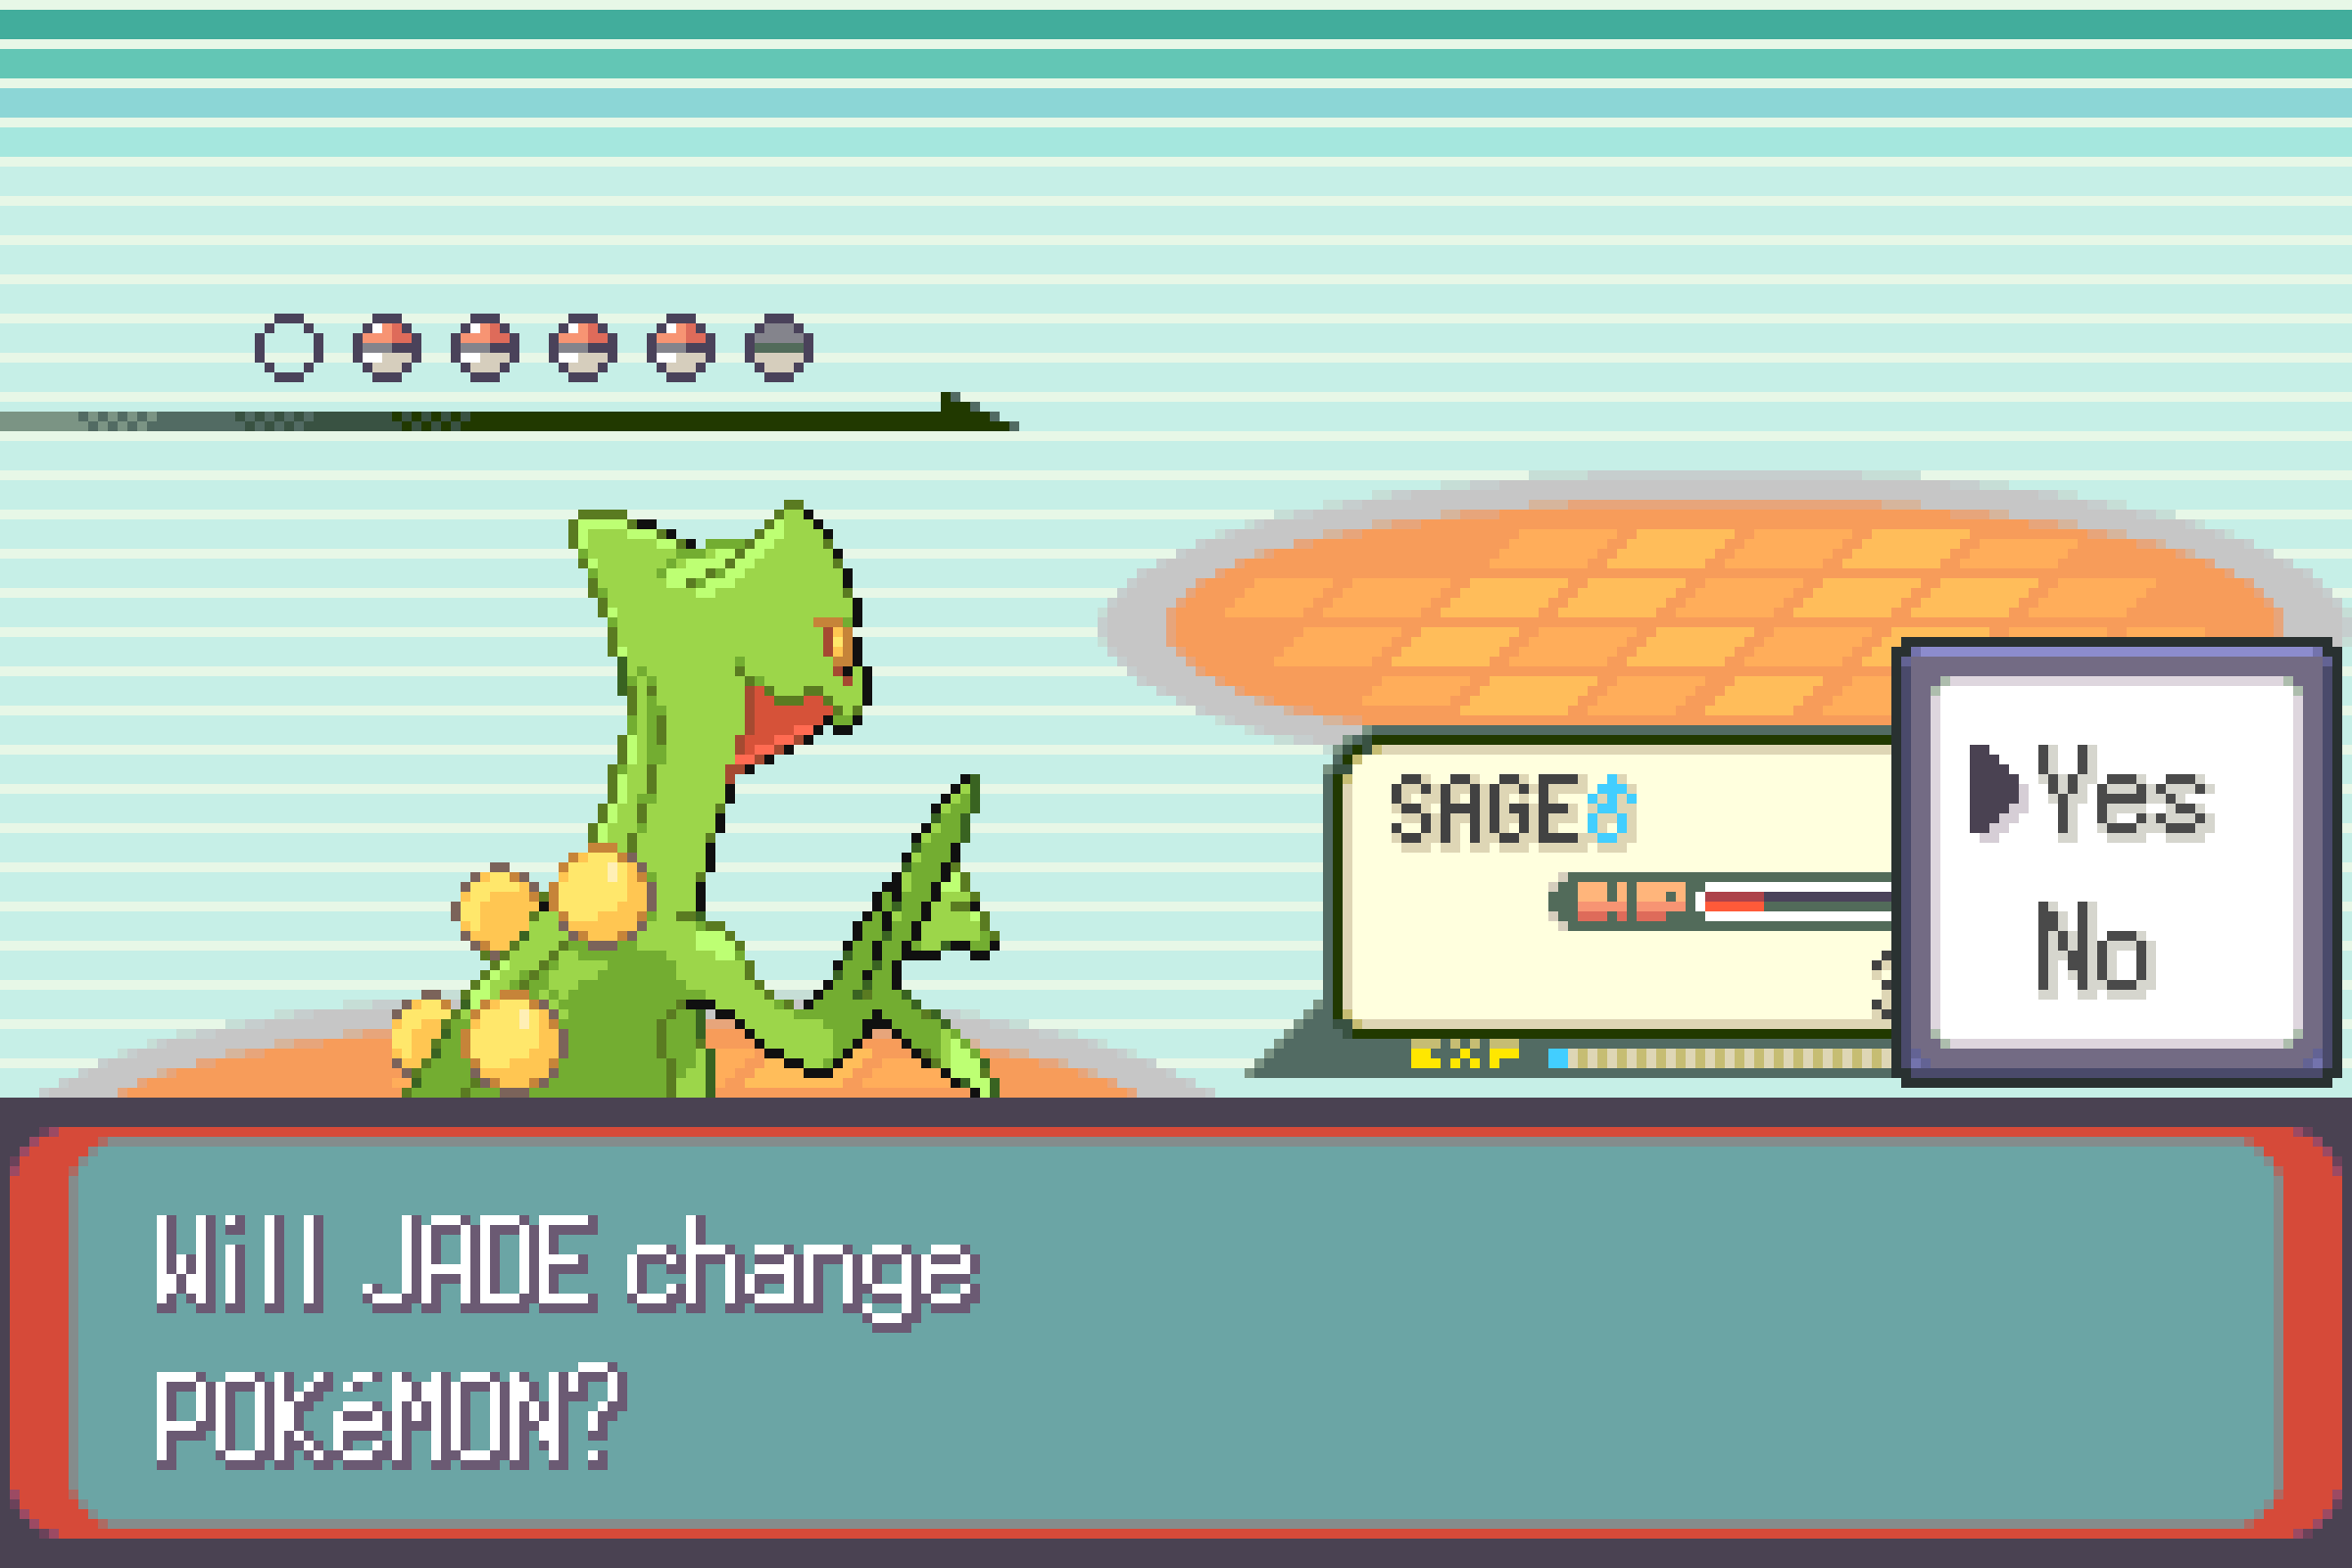 SAGE♂
HP
EXP
Yes
No
Will JADE change
POKéMON?